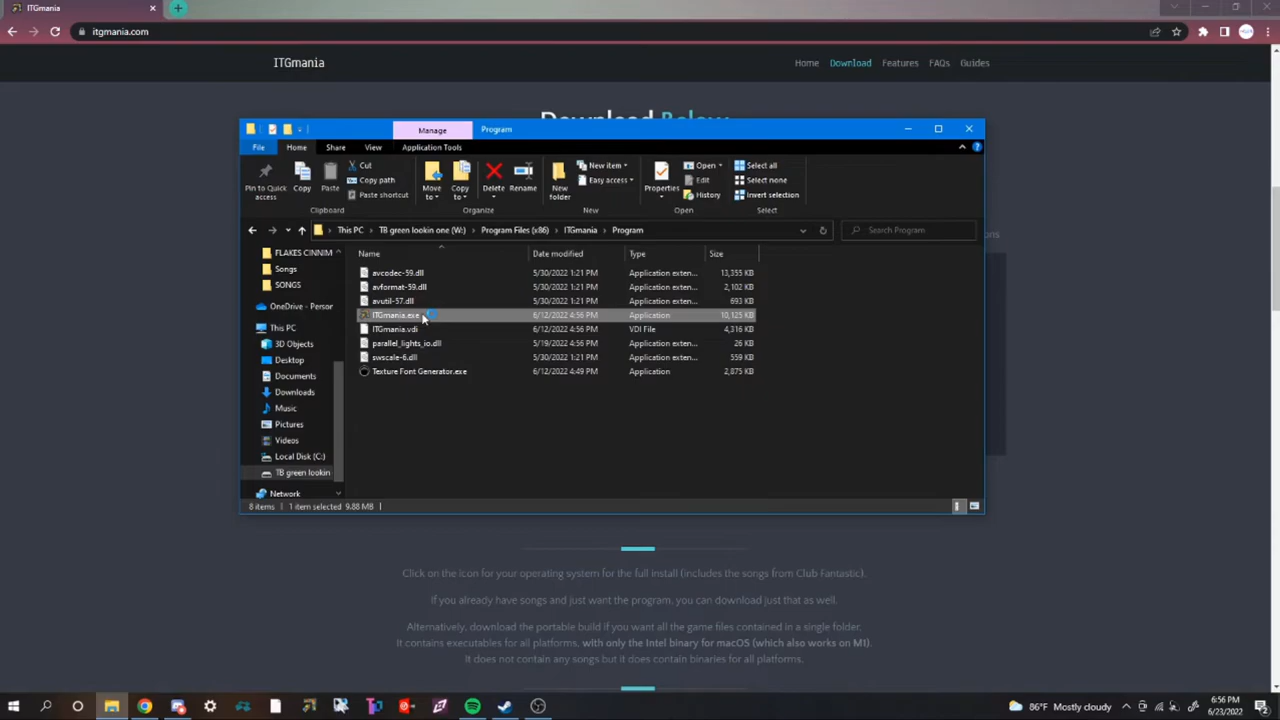 ITGmania
itgmania.com
ITGmania
Home Download Features FAQs Guides
Download Below
Manage Program
File Home Share View Application Tools
Pin to Quick access
Copy
Paste
Cut
Copy path
Paste shortcut
Clipboard
Move to
Copy to
Delete
Rename
Organize
New folder
New item
Easy access
New
Properties
Open
Edit
History
Open
Select all
Select none
Invert selection
Select
This PC TB green lookin one (W:) Program Files (x86) ITGmania Program
Search Program
Name Date modified Type Size
FLAKES CINNIM
Songs
SONGS
OneDrive - Person
This PC
3D Objects
Desktop
Documents
Downloads
Music
Pictures
Videos
Local Disk (C:)
TB green lookin
Network
avcodec-59.dll 5/30/2022 1:21 PM Application exten... 13,355 KB
avformat-59.dll 5/30/2022 1:21 PM Application exten... 2,102 KB
avutil-57.dll 5/30/2022 1:21 PM Application exten... 693 KB
ITGmania.exe 6/12/2022 4:56 PM Application 10,125 KB
ITGmania.vdi 6/12/2022 4:56 PM VDI File 4,316 KB
parallel_lights_io.dll 5/19/2022 4:56 PM Application exten... 26 KB
swscale-6.dll 5/30/2022 1:21 PM Application exten... 559 KB
Texture Font Generator.exe 6/12/2022 4:49 PM Application 2,875 KB
8 items 1 item selected 9.88 MB
Click on the icon for your operating system for the full install (includes the songs from Club Fantastic).
If you already have songs and just want the program, you can download just that as well.
Alternatively, download the portable build if you want all the game files contained in a single folder.
It contains executables for all platforms, with only the Intel binary for macOS (which also works on M1).
It does not contain any songs but it does contain binaries for all platforms.
86°F Mostly cloudy
6:56 PM
6/23/2022